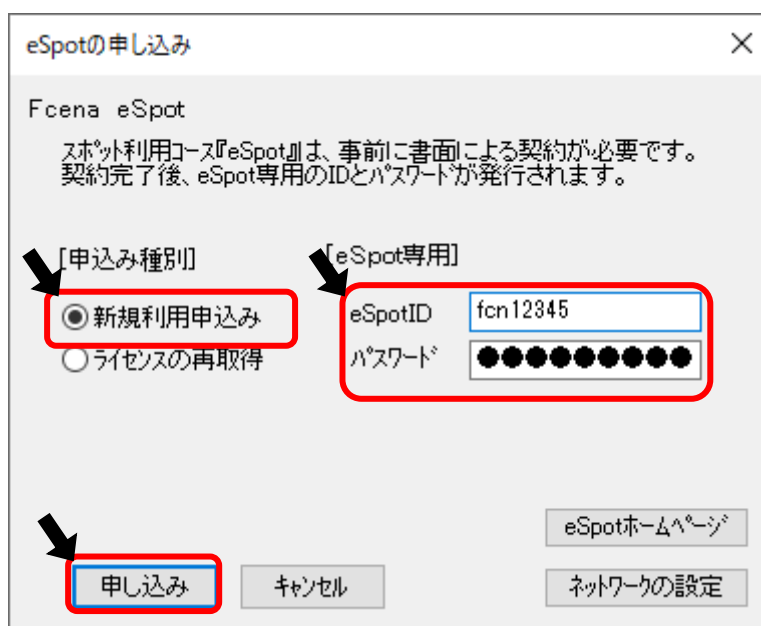 eSpotの申し込み
Fcena eSpot
スポット利用コース『eSpot』は、事前に書面による契約が必要です。
契約完了後、eSpot専用のIDとパスワードが発行されます。
[申込み種別]
[eSpot専用]
新規利用申込み
eSpotID
fcn12345
ライセンスの再取得
パスワード
●●●●●●●●●
eSpotホームページ
申し込み
キャンセル
ネットワークの設定